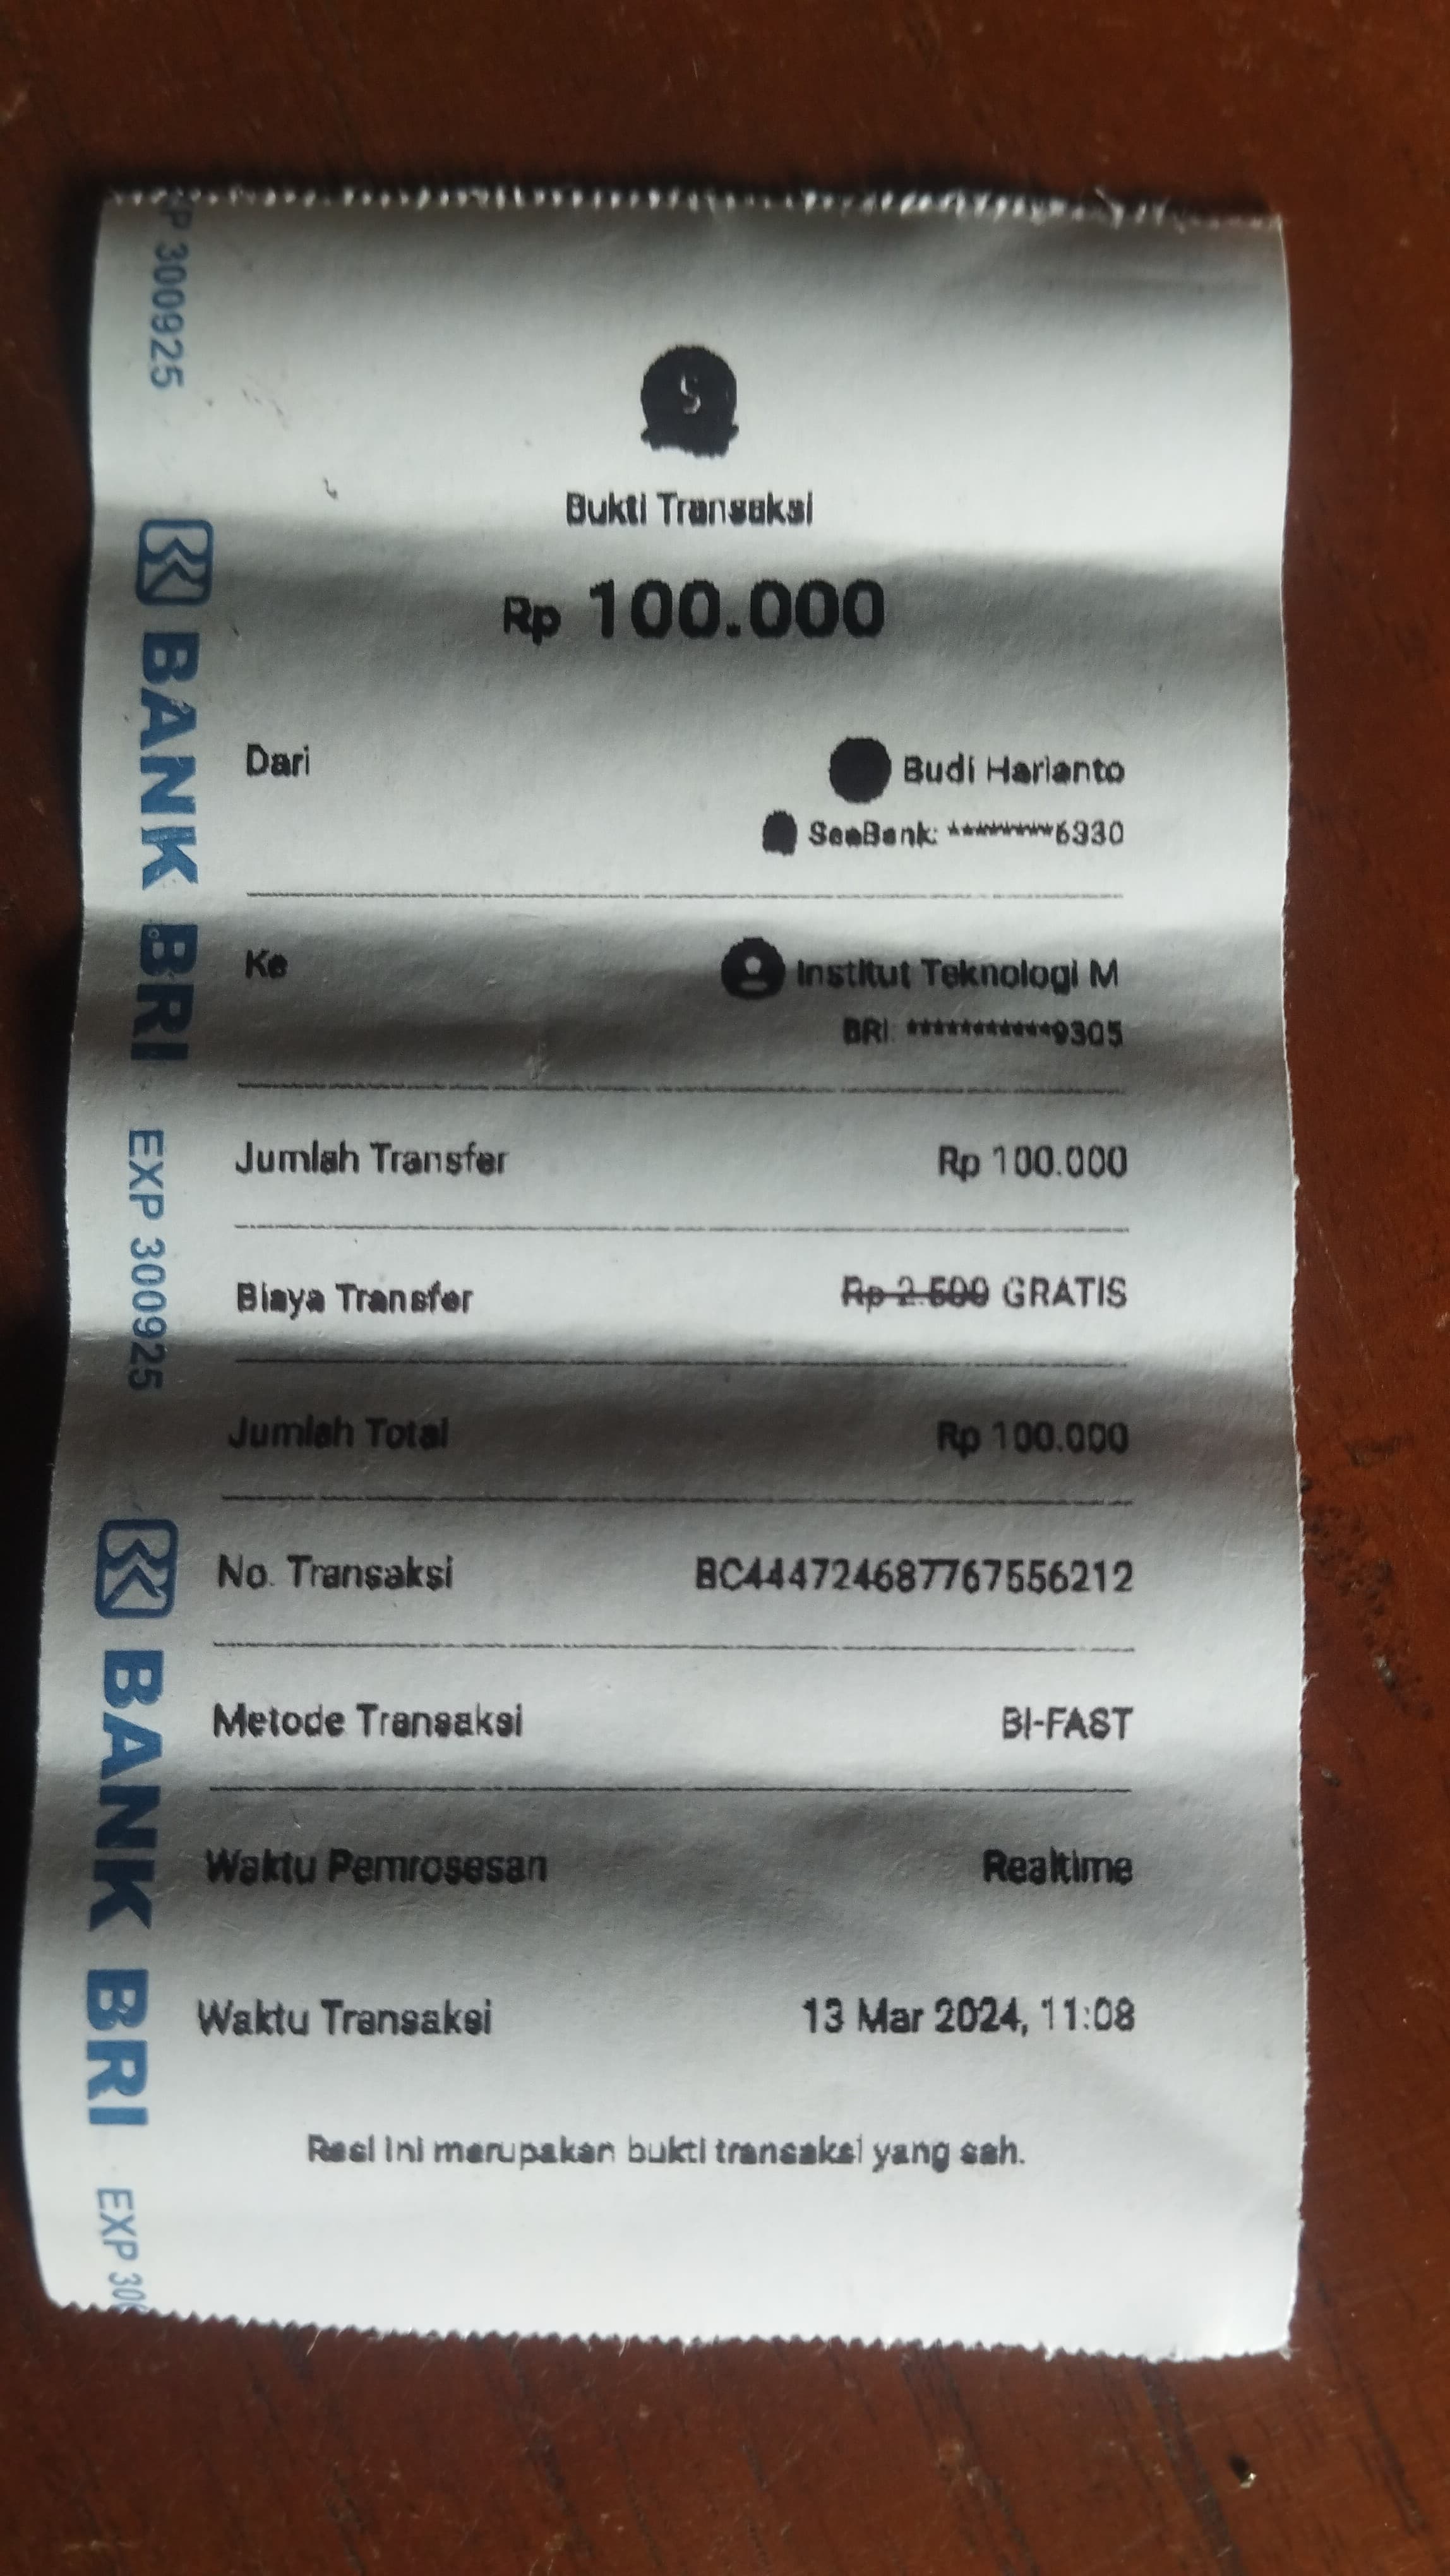 Bukti Transaksi
Rp 100.000
Dari Budi Harianto
SeaBank: ********6330
Ke Institut Teknologi M
BRI: ***********9305
Jumlah Transfer Rp 100.000
Biaya Transfer Rp 2.500 GRATIS
Jumlah Total Rp 100.000
No. Transaksi BC444724687767556212
Metode Transaksi BI-FAST
Waktu Pemrosesan Realtime
Waktu Transaksi 13 Mar 2024, 11:08
Resi ini merupakan bukti transaksi yang sah.
P 300925
BANK BRI EXP 300925
BANK BRI EXP 30